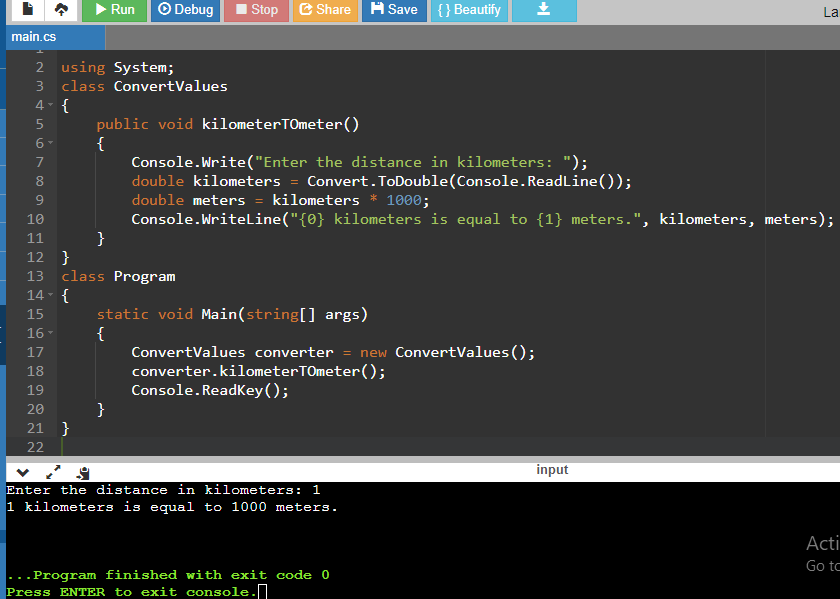 Run Debug Stop Share Save { } Beautify La
main.cs
1
2 using System;
3 class ConvertValues
4 {
5 public void kilometerTOmeter()
6 {
7 Console.Write("Enter the distance in kilometers: ");
8 double kilometers = Convert.ToDouble(Console.ReadLine());
9 double meters = kilometers * 1000;
10 Console.WriteLine("{0} kilometers is equal to {1} meters.", kilometers, meters);
11 }
12 }
13 class Program
14 {
15 static void Main(string[] args)
16 {
17 ConvertValues converter = new ConvertValues();
18 converter.kilometerTOmeter();
19 Console.ReadKey();
20 }
21 }
22
input
Enter the distance in kilometers: 1
1 kilometers is equal to 1000 meters.
Acti
Go to
...Program finished with exit code 0
Press ENTER to exit console.